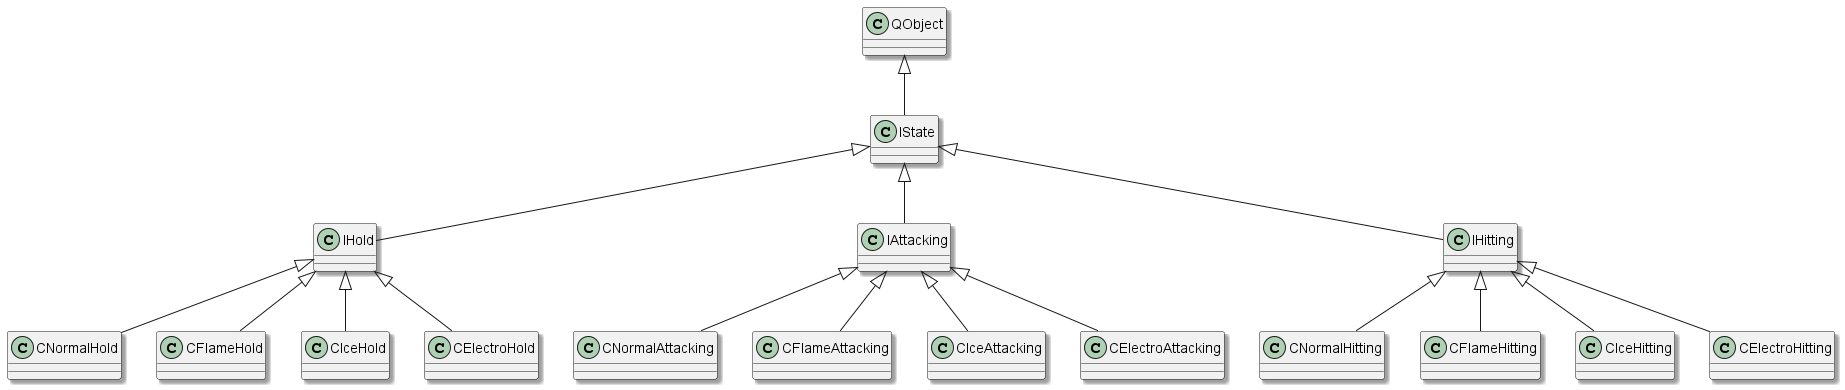 C QObject
C IState
C IHold
C IAttacking
C IHitting
C CNormalHold
C CFlameHold
C CIceHold
C CElectroHold
C CNormalAttacking
C CFlameAttacking
C CIceAttacking
C CElectroAttacking
C CNormalHitting
C CFlameHitting
C CIceHitting
C CElectroHitting